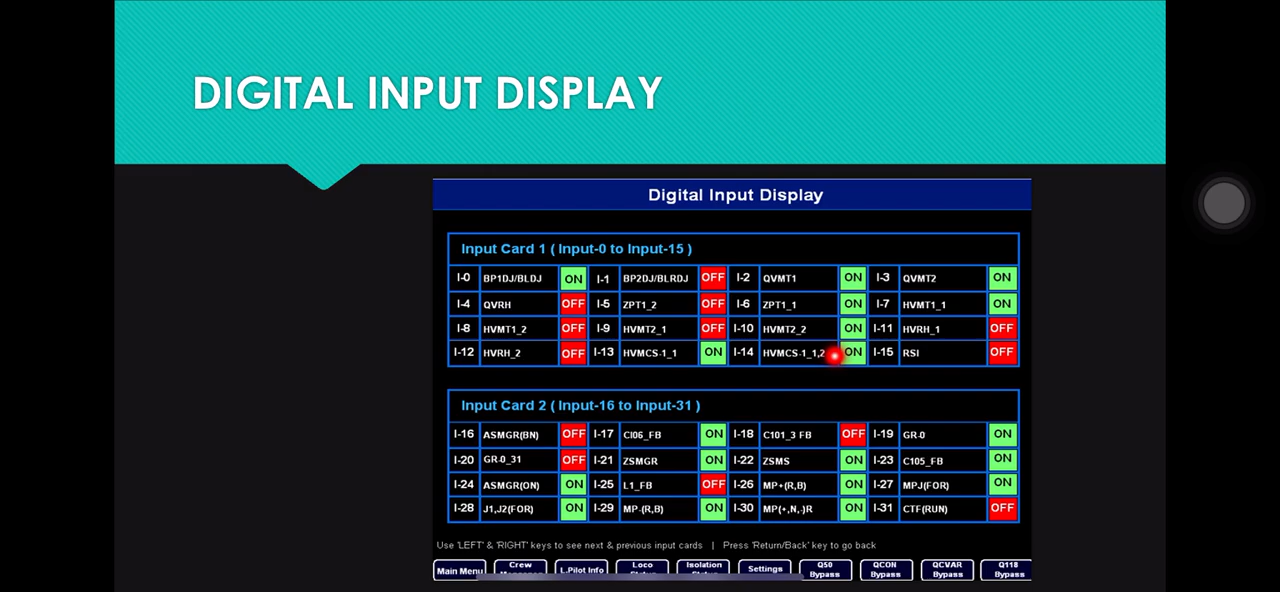 DIGITAL INPUT DISPLAY
Digital Input Display
Input Card 1 ( Input-0 to Input-15 )
I-0 BP1DJ/BLDJ ON I-1 BP2DJ/BLRDJ OFF I-2 QVMT1 ON I-3 QVMT2 ON
I-4 QVRH OFF I-5 ZPT1_2 OFF I-6 ZPT1_1 ON I-7 HVMT1_1 ON
I-8 HVMT1_2 OFF I-9 HVMT2_1 OFF I-10 HVMT2_2 ON I-11 HVRH_1 OFF
I-12 HVRH_2 OFF I-13 HVMCS-1_1 ON I-14 HVMCS-1_1,2 ON I-15 RSI OFF
Input Card 2 ( Input-16 to Input-31 )
I-16 ASMGR(BN) OFF I-17 CI06_FB ON I-18 C101_3 FB OFF I-19 GR-0 ON
I-20 GR-0_31 OFF I-21 ZSMGR ON I-22 ZSMS ON I-23 C105_FB ON
I-24 ASMGR(ON) ON I-25 L1_FB OFF I-26 MP+(R,B) ON I-27 MPJ(FOR) ON
I-28 J1,J2(FOR) ON I-29 MP-(R,B) ON I-30 MP(+,N,-)R ON I-31 CTF(RUN) OFF
Use 'LEFT' & 'RIGHT' keys to see next & previous input cards | Press 'Return/Back' key to go back
Main Menu Crew L.Pilot Info Loco Isolation Settings Q50 QCON QCVAR Q118
Bypass Bypass Bypass Bypass